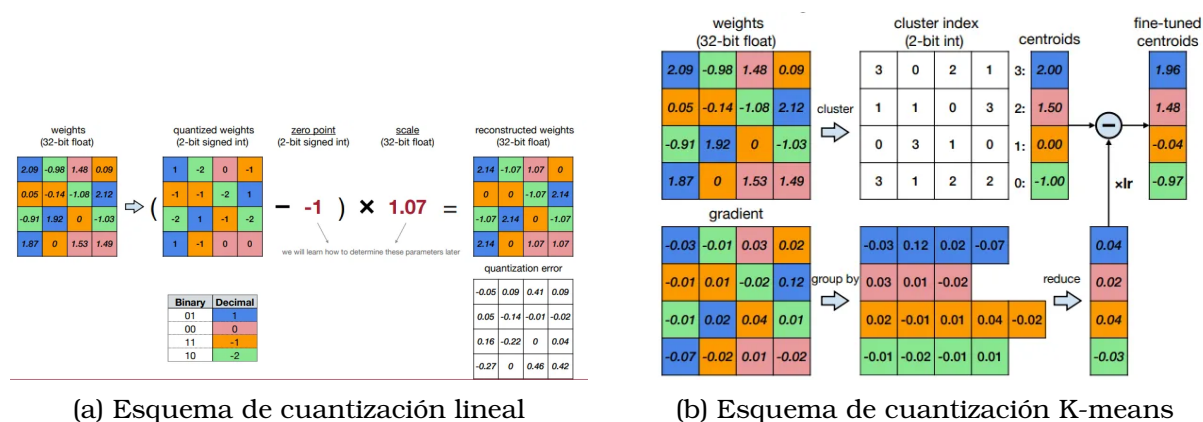 weights
(32-bit float)
2.09 -0.98 1.48 0.09
0.05 -0.14 -1.08 2.12
-0.91 1.92 0 -1.03
1.87 0 1.53 1.49
(
quantized weights
(2-bit signed int)
1 -2 0 -1
-1 -1 -2 1
-2 1 -1 -2
1 -1 0 0
zero point
(2-bit signed int)
− -1 )
scale
(32-bit float)
× 1.07 =
we will learn how to determine these parameters later
reconstructed weights
(32-bit float)
2.14 -1.07 1.07 0
0 0 -1.07 2.14
-1.07 2.14 0 -1.07
2.14 0 1.07 1.07
Binary Decimal
01 1
00 0
11 -1
10 -2
quantization error
-0.05 0.09 0.41 0.09
0.05 -0.14 -0.01 -0.02
0.16 -0.22 0 0.04
-0.27 0 0.46 0.42
(a) Esquema de cuantización lineal
weights
(32-bit float)
2.09 -0.98 1.48 0.09
0.05 -0.14 -1.08 2.12
-0.91 1.92 0 -1.03
1.87 0 1.53 1.49
cluster
cluster index
(2-bit int)
3 0 2 1
1 1 0 3
0 3 1 0
3 1 2 2
centroids
3: 2.00
2: 1.50
1: 0.00
0: -1.00
−
fine-tuned
centroids
1.96
1.48
-0.04
-0.97
×lr
gradient
-0.03 -0.01 0.03 0.02
-0.01 0.01 -0.02 0.12
-0.01 0.02 0.04 0.01
-0.07 -0.02 0.01 -0.02
group by
-0.03 0.12 0.02 -0.07
0.03 0.01 -0.02
0.02 -0.01 0.01 0.04 -0.02
-0.01 -0.02 -0.01 0.01
reduce
0.04
0.02
0.04
-0.03
(b) Esquema de cuantización K-means